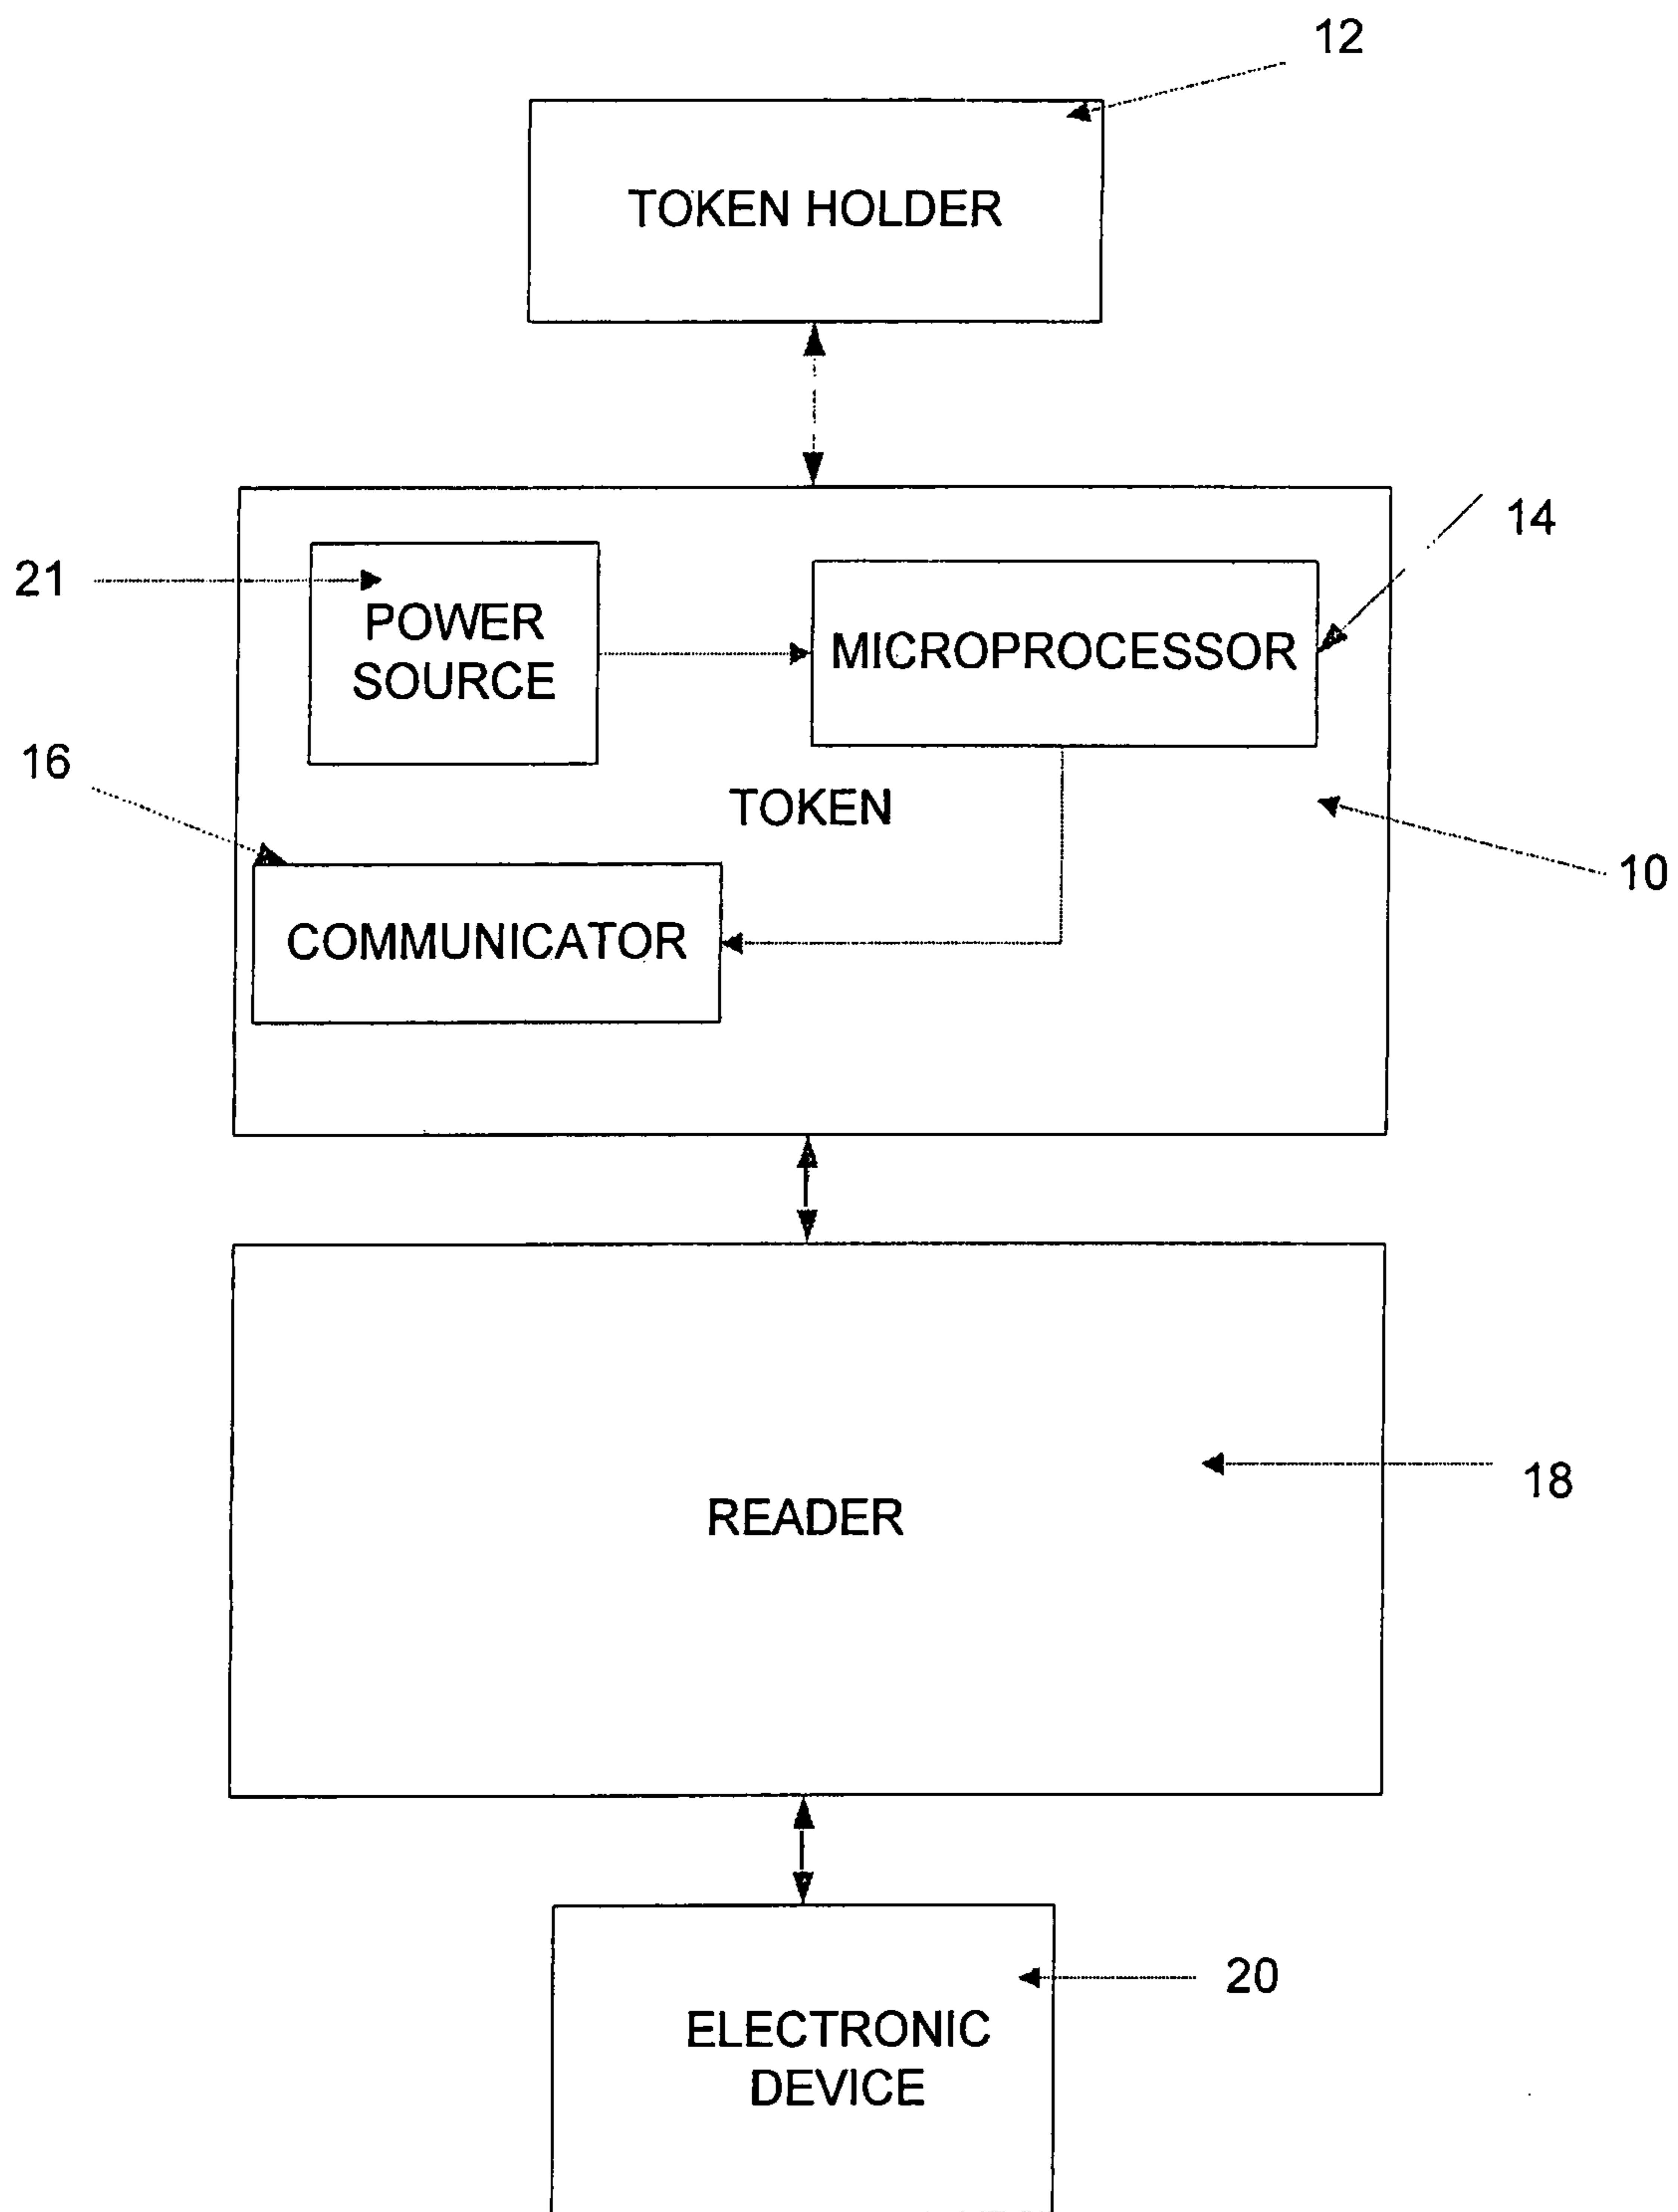 12
TOKEN HOLDER
14
21
POWER
SOURCE
MICROPROCESSOR
16
TOKEN
10
COMMUNICATOR
18
READER
20
ELECTRONIC
DEVICE